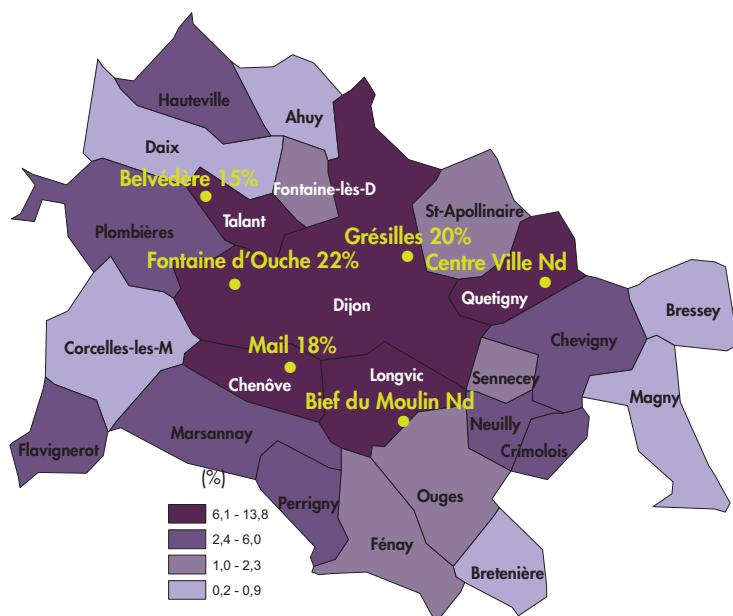 Hauteville
Ahuy
Daix
Belvédère 15%
Fontaine-lès-D
Talant
St-Apollinaire
Plombières
Grésilles 20%
Fontaine d'Ouche 22%
Centre Ville Nd
Dijon
Quetigny
Bressey
Chevigny
Corcelles-les-M
Mail 18%
Longvic
Sennecey
Chenôve
Magny
Bief du Moulin Nd
Neuilly
Marsannay
Flavignerot
Crimolois
(%)
Perrigny
Ouges
6,1 - 13,8
2,4 - 6,0
Fénay
1,0 - 2,3
Bretenière
0,2 - 0,9